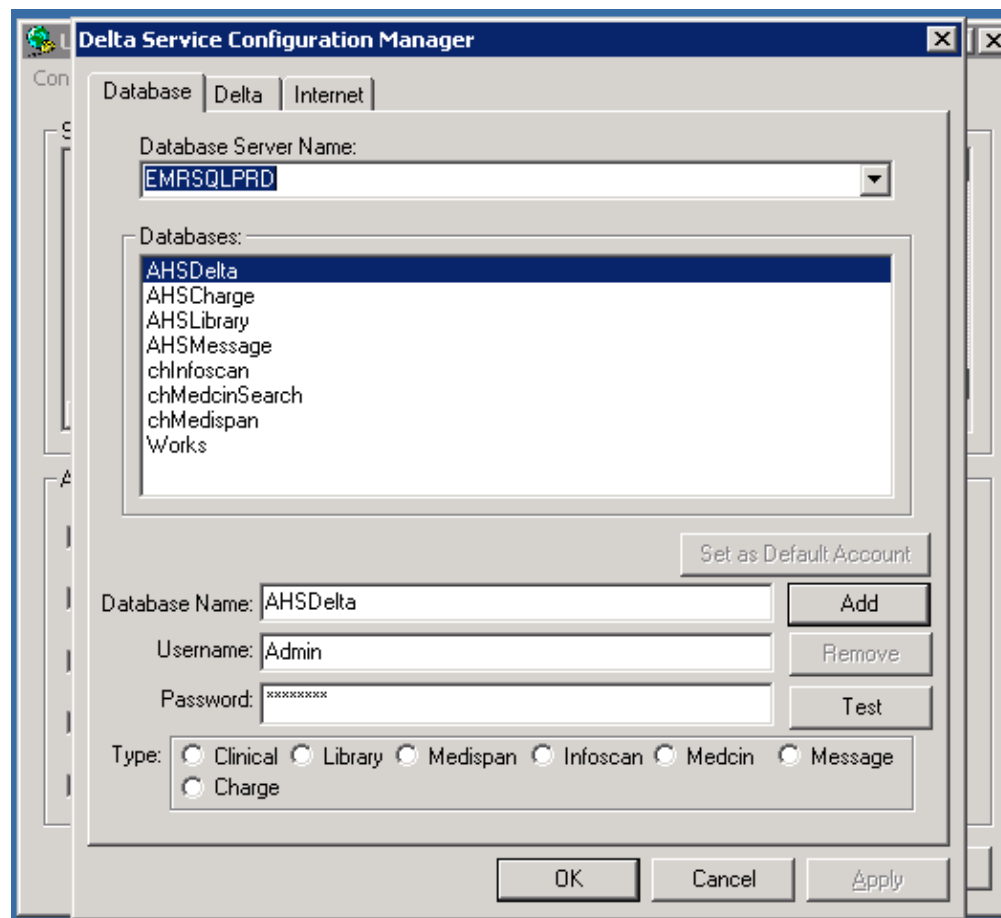 Delta Service Configuration Manager
Con
Database Delta Internet
Database Server Name:
EMRSQLPRD
Databases:
AHSDelta
AHSCharge
AHSLibrary
AHSMessage
chInfoscan
chMedcinSearch
chMedispan
Works
Set as Default Account
Database Name: AHSDelta Add
Username: Admin Remove
Password: ******** Test
Type: Clinical Library Medispan Infoscan Medcin Message
Charge
OK Cancel Apply